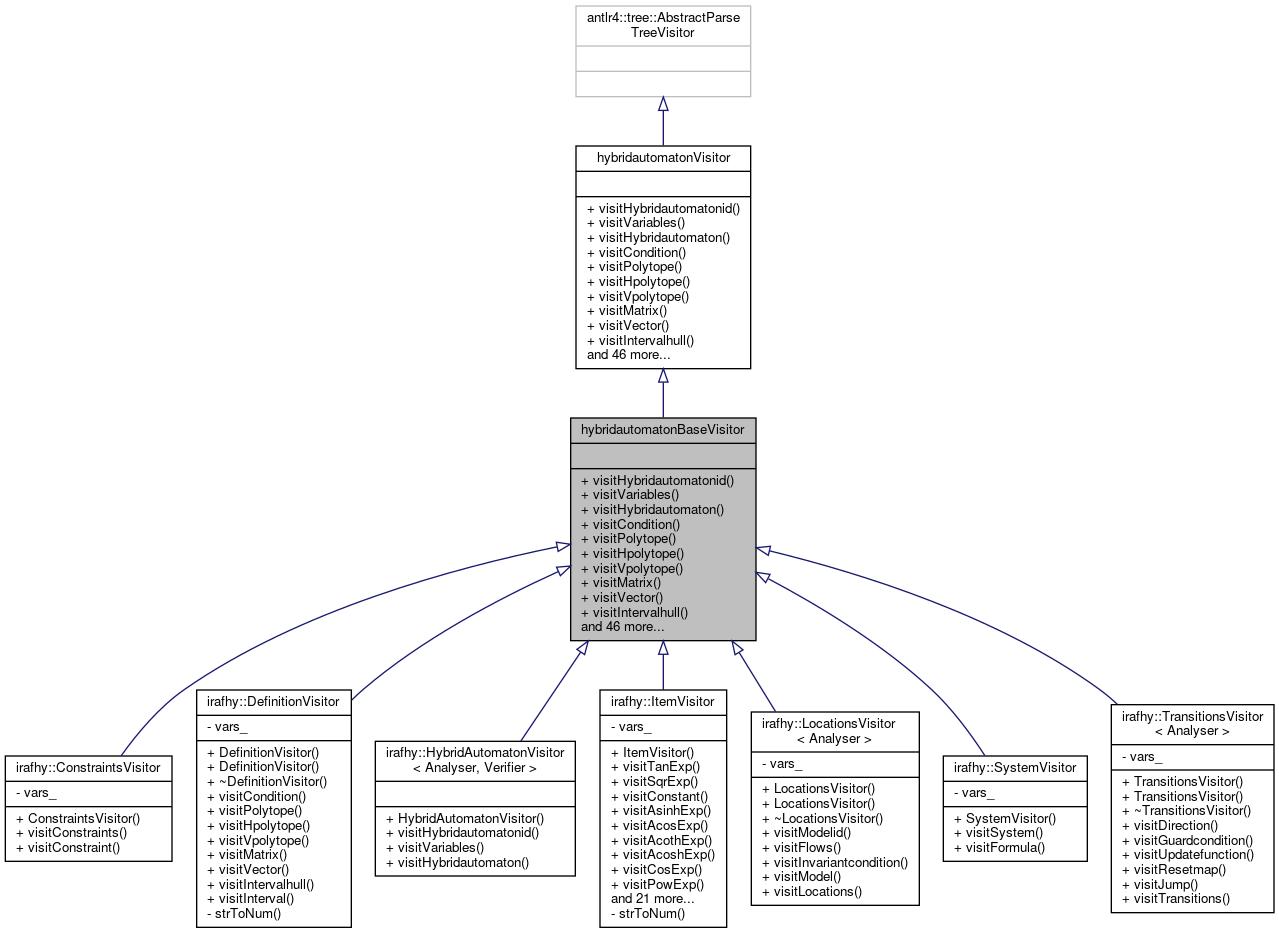 antlr4::tree::AbstractParse
TreeVisitor
hybridautomatonVisitor
+ visitHybridautomatonid()
+ visitVariables()
+ visitHybridautomaton()
+ visitCondition()
+ visitPolytope()
+ visitHpolytope()
+ visitVpolytope()
+ visitMatrix()
+ visitVector()
+ visitIntervalhull()
and 46 more...
hybridautomatonBaseVisitor
+ visitHybridautomatonid()
+ visitVariables()
+ visitHybridautomaton()
+ visitCondition()
+ visitPolytope()
+ visitHpolytope()
+ visitVpolytope()
+ visitMatrix()
+ visitVector()
+ visitIntervalhull()
and 46 more...
irafhy::ConstraintsVisitor
- vars_
+ ConstraintsVisitor()
+ visitConstraints()
+ visitConstraint()
irafhy::DefinitionVisitor
- vars_
+ DefinitionVisitor()
+ DefinitionVisitor()
+ ~DefinitionVisitor()
+ visitCondition()
+ visitPolytope()
+ visitHpolytope()
+ visitVpolytope()
+ visitMatrix()
+ visitVector()
+ visitIntervalhull()
+ visitInterval()
- strToNum()
irafhy::HybridAutomatonVisitor
< Analyser, Verifier >
+ HybridAutomatonVisitor()
+ visitHybridautomatonid()
+ visitVariables()
+ visitHybridautomaton()
irafhy::ItemVisitor
- vars_
+ ItemVisitor()
+ visitTanExp()
+ visitSqrExp()
+ visitConstant()
+ visitAsinhExp()
+ visitAcosExp()
+ visitAcothExp()
+ visitAcoshExp()
+ visitCosExp()
+ visitPowExp()
and 21 more...
- strToNum()
irafhy::LocationsVisitor
< Analyser >
- vars_
+ LocationsVisitor()
+ LocationsVisitor()
+ ~LocationsVisitor()
+ visitModelid()
+ visitFlows()
+ visitInvariantcondition()
+ visitModel()
+ visitLocations()
irafhy::SystemVisitor
- vars_
+ SystemVisitor()
+ visitSystem()
+ visitFormula()
irafhy::TransitionsVisitor
< Analyser >
- vars_
+ TransitionsVisitor()
+ TransitionsVisitor()
+ ~TransitionsVisitor()
+ visitDirection()
+ visitGuardcondition()
+ visitUpdatefunction()
+ visitResetmap()
+ visitJump()
+ visitTransitions()